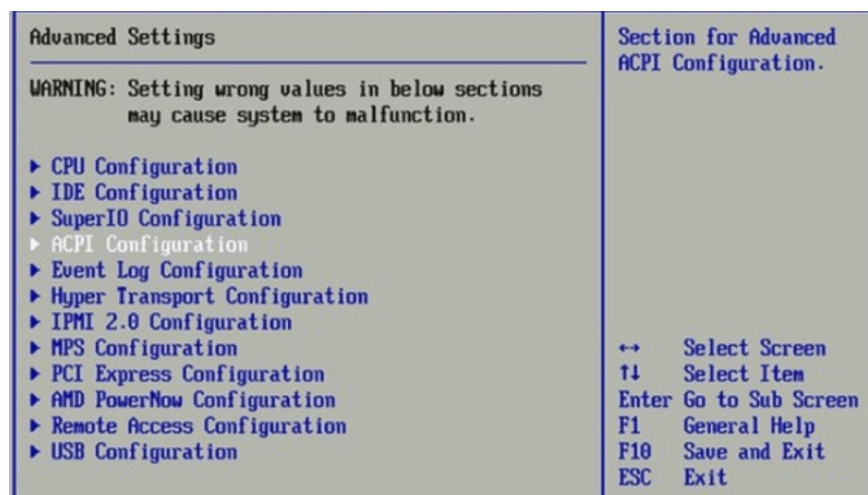 Advanced Settings
WARNING: Setting wrong values in below sections
may cause system to malfunction.
▶ CPU Configuration
▶ IDE Configuration
▶ SuperIO Configuration
▶ ACPI Configuration
▶ Event Log Configuration
▶ Hyper Transport Configuration
▶ IPMI 2.0 Configuration
▶ MPS Configuration
▶ PCI Express Configuration
▶ AMD PowerNow Configuration
▶ Remote Access Configuration
▶ USB Configuration
Section for Advanced
ACPI Configuration.
↔ Select Screen
↑↓ Select Item
Enter Go to Sub Screen
F1 General Help
F10 Save and Exit
ESC Exit